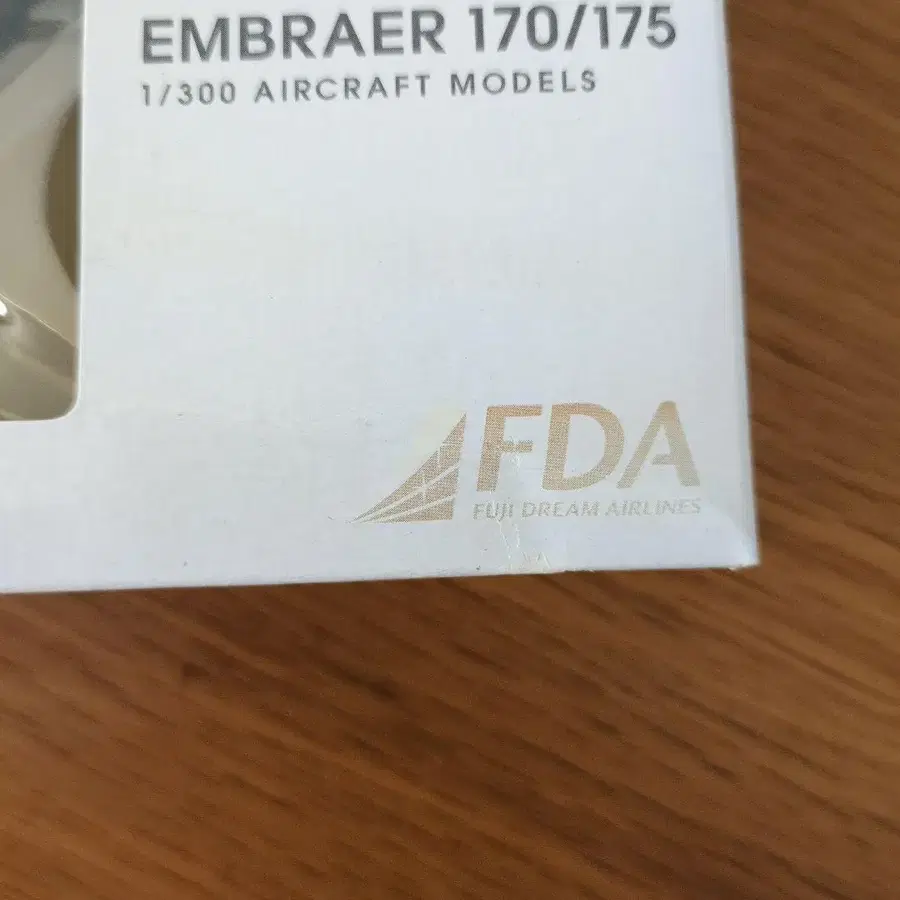 EMBRAER 170/175
1/300 AIRCRAFT MODELS
FDA
FUJI DREAM AIRLINES